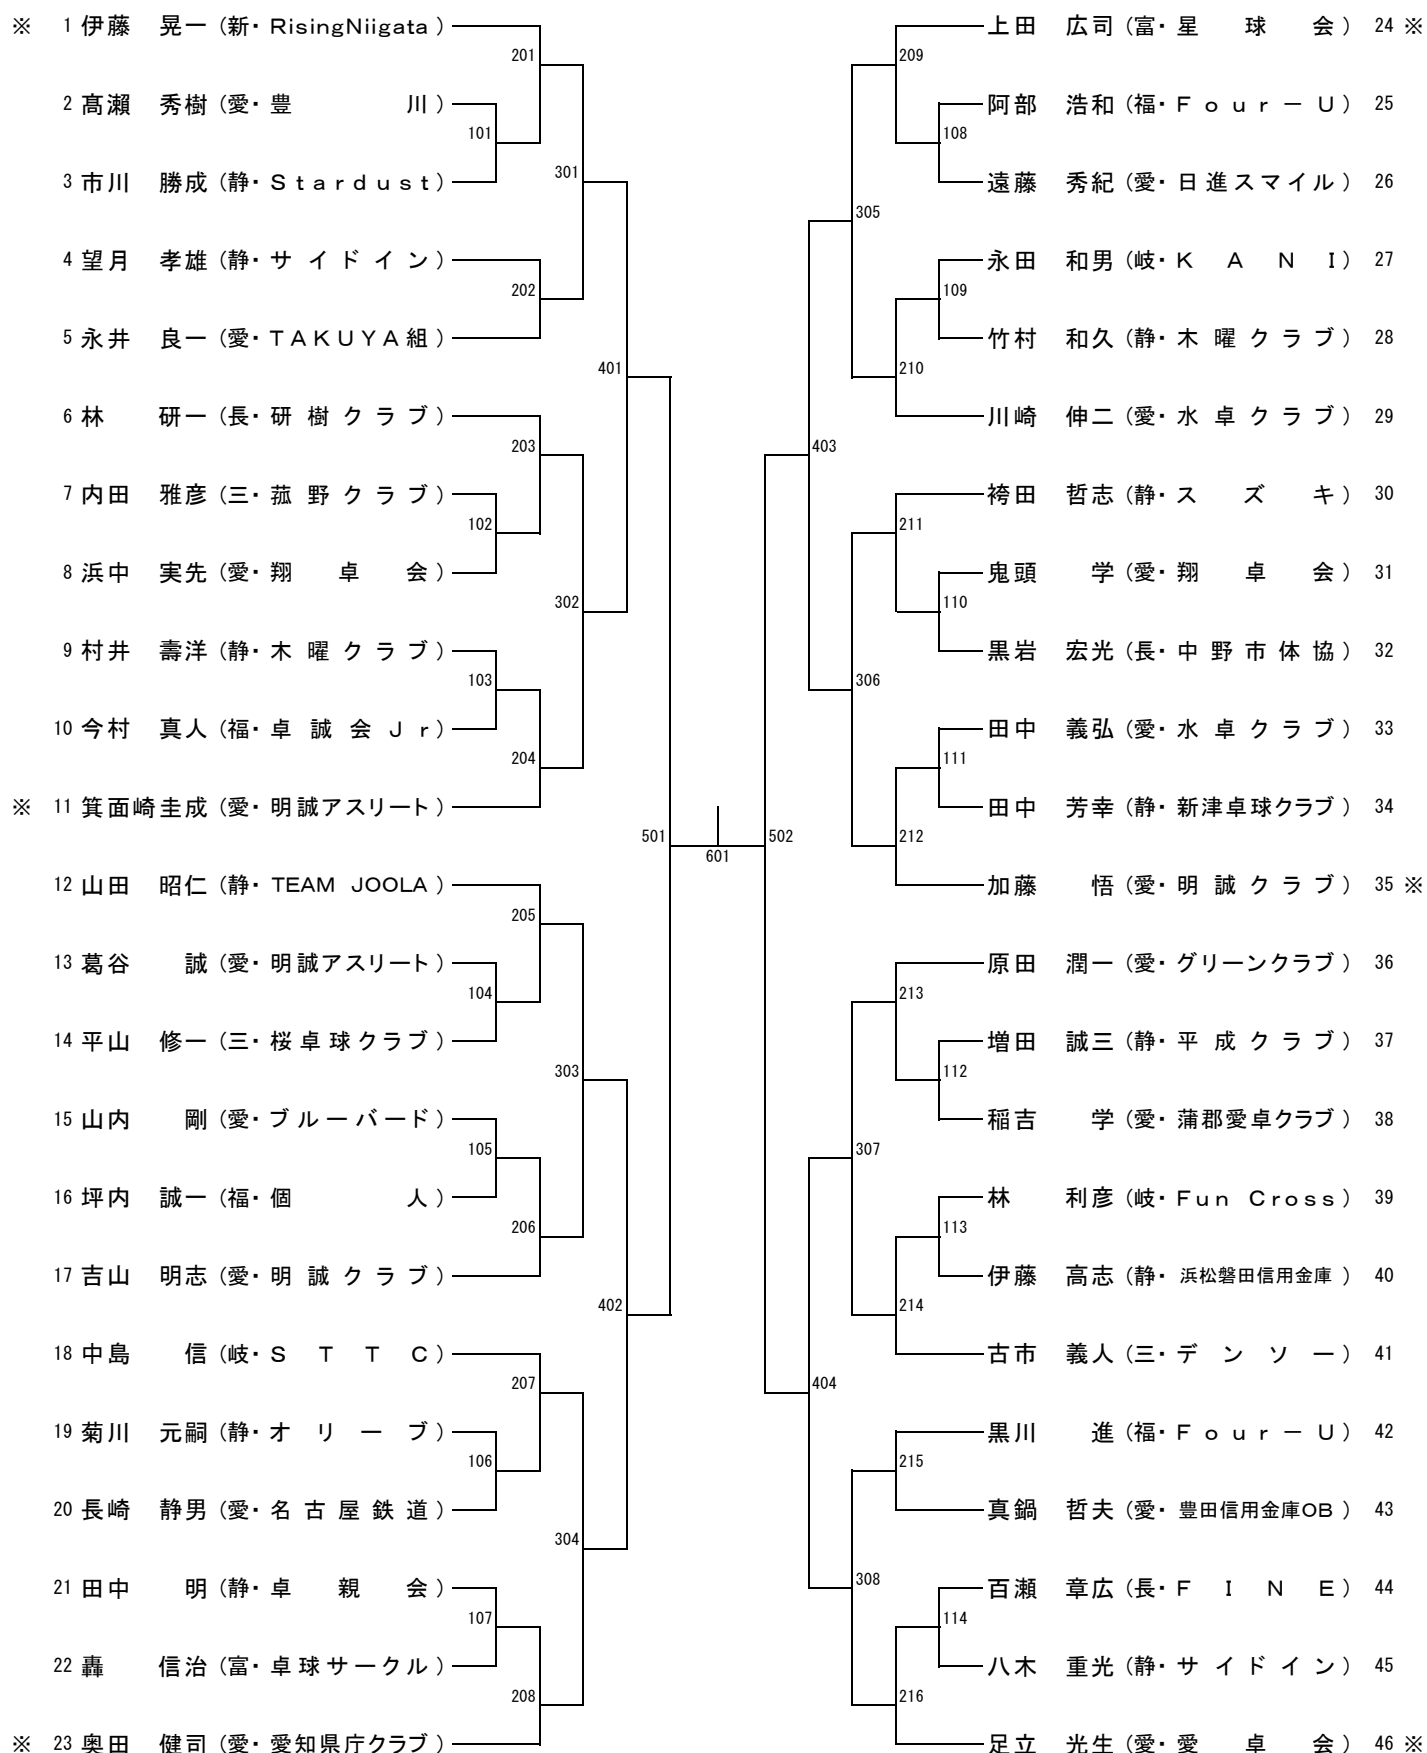 ※ 1 伊藤 晃一 (新・RisingNiigata)
201
2 髙瀨 秀樹 (愛・豊川)
101
3 市川 勝成 (静・Stardust)
301
4 望月 孝雄 (静・サイドイン)
202
5 永井 良一 (愛・TAKUYA組)
401
6 林 研一 (長・研樹クラブ)
203
7 内田 雅彦 (三・菰野クラブ)
102
8 浜中 実先 (愛・翔卓会)
302
9 村井 壽洋 (静・木曜クラブ)
103
10 今村 真人 (福・卓誠会Jr)
204
※ 11 箕面崎圭成 (愛・明誠アスリート)
501
601
12 山田 昭仁 (静・TEAM JOOLA)
205
13 葛谷 誠 (愛・明誠アスリート)
104
14 平山 修一 (三・桜卓球クラブ)
303
15 山内 剛 (愛・ブルーバード)
105
16 坪内 誠一 (福・個人)
206
17 吉山 明志 (愛・明誠クラブ)
402
18 中島 信 (岐・STTC)
207
19 菊川 元嗣 (静・オリーブ)
106
20 長崎 静男 (愛・名古屋鉄道)
304
21 田中 明 (静・卓親会)
107
22 轟 信治 (富・卓球サークル)
208
※ 23 奥田 健司 (愛・愛知県庁クラブ)
上田 広司 (富・星球会) 24 ※
209
阿部 浩和 (福・Four-U) 25
108
遠藤 秀紀 (愛・日進スマイル) 26
305
永田 和男 (岐・KANI) 27
109
竹村 和久 (静・木曜クラブ) 28
210
川崎 伸二 (愛・水卓クラブ) 29
403
袴田 哲志 (静・スズキ) 30
211
鬼頭 学 (愛・翔卓会) 31
110
黒岩 宏光 (長・中野市体協) 32
306
田中 義弘 (愛・水卓クラブ) 33
111
田中 芳幸 (静・新津卓球クラブ) 34
502
212
加藤 悟 (愛・明誠クラブ) 35 ※
原田 潤一 (愛・グリーンクラブ) 36
213
増田 誠三 (静・平成クラブ) 37
112
稲吉 学 (愛・蒲郡愛卓クラブ) 38
307
林 利彦 (岐・Fun Cross) 39
113
伊藤 高志 (静・浜松磐田信用金庫) 40
214
古市 義人 (三・デンソー) 41
404
黒川 進 (福・Four-U) 42
215
真鍋 哲夫 (愛・豊田信用金庫OB) 43
308
百瀬 章広 (長・FINE) 44
114
八木 重光 (静・サイドイン) 45
216
足立 光生 (愛・愛卓会) 46 ※